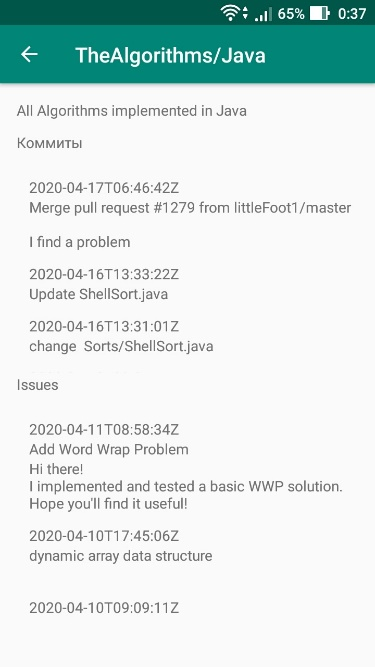 65% 0:37
TheAlgorithms/Java
All Algorithms implemented in Java
Коммиты
2020-04-17T06:46:42Z
Merge pull request #1279 from littleFoot1/master
I find a problem
2020-04-16T13:33:22Z
Update ShellSort.java
2020-04-16T13:31:01Z
change  Sorts/ShellSort.java
Issues
2020-04-11T08:58:34Z
Add Word Wrap Problem
Hi there!
I implemented and tested a basic WWP solution.
Hope you'll find it useful!
2020-04-10T17:45:06Z
dynamic array data structure
2020-04-10T09:09:11Z